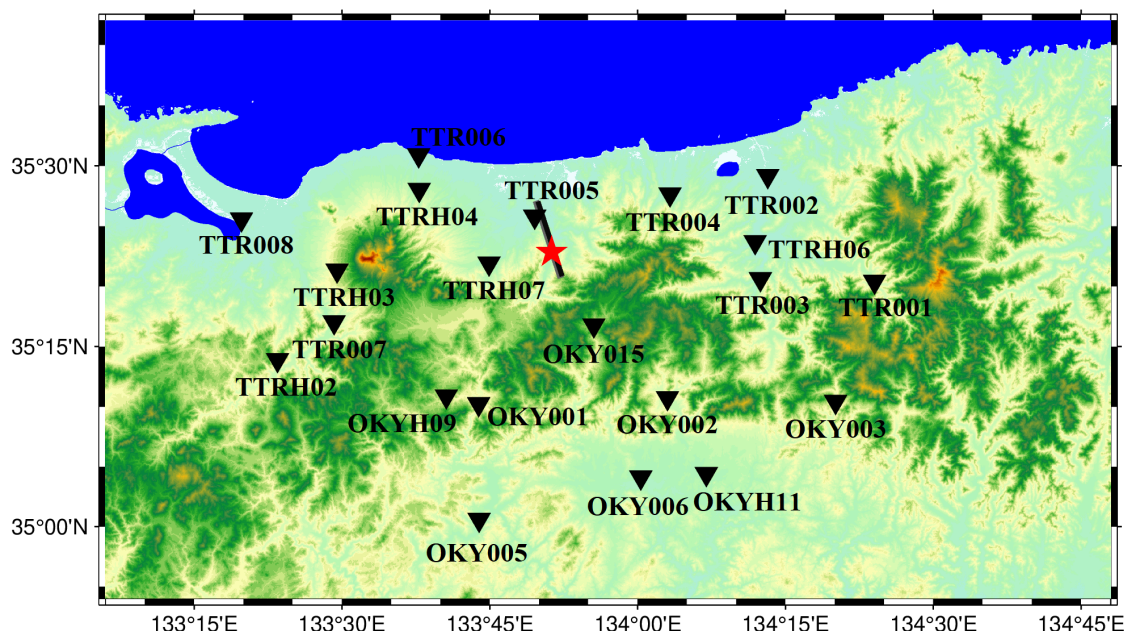 TTR006
35°30'N
TTR005
TTRH04
TTR002
TTR004
TTR008
TTRH06
TTRH03
TTRH07
TTR003
TTR001
35°15'N
TTR007
OKY015
TTRH02
OKYH09
OKY001
OKY002
OKY003
OKY006
OKYH11
35°00'N
OKY005
133°15'E
133°30'E
133°45'E
134°00'E
134°15'E
134°30'E
134°45'E